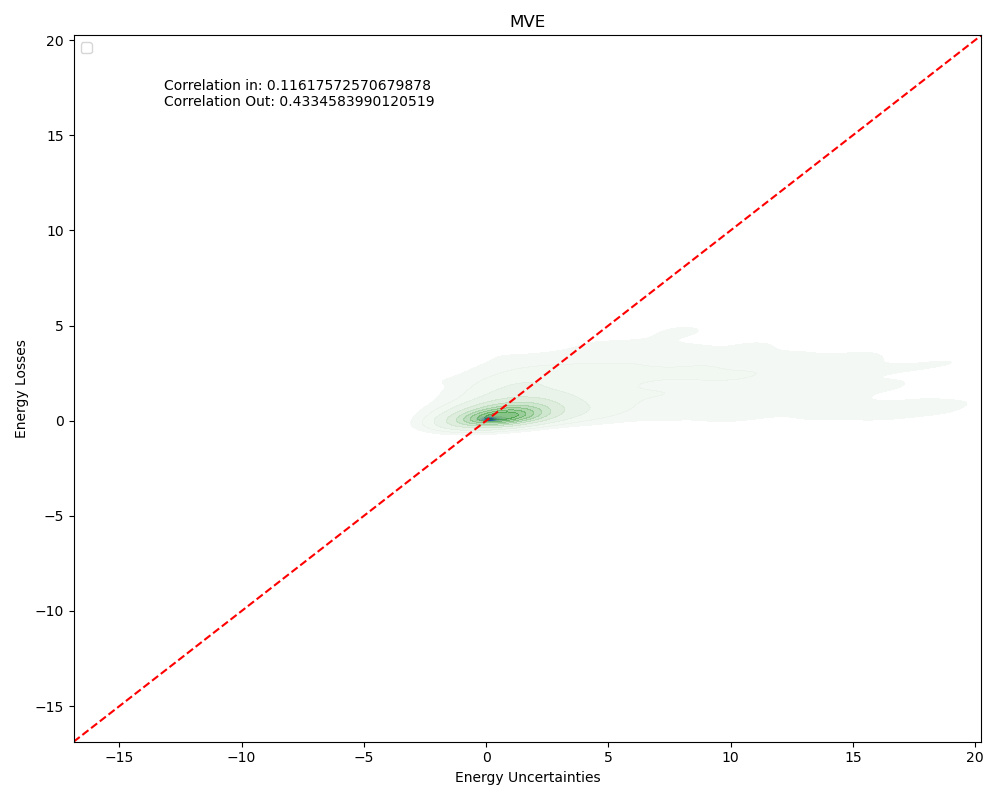 MVE
20
15
10
5
0
−5
−10
−15
Energy Losses
Correlation in: 0.11617572570679878
Correlation Out: 0.4334583990120519
−15 −10 −5 0 5 10 15 20
Energy Uncertainties